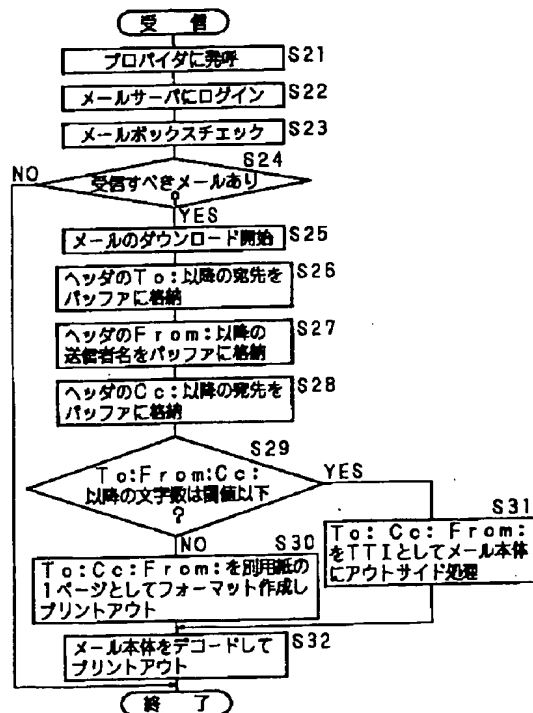 受 信
プロバイダに発呼 S21
メールサーバにログイン S22
メールボックスチェック S23
S24
NO
受信すべきメールあり
?
YES
メールのダウンロード開始 S25
ヘッダのTo:以降の宛先を
バッファに格納 S26
ヘッダのFrom:以降の
送信者名をバッファに格納 S27
ヘッダのCc:以降の宛先を
バッファに格納 S28
S29
To:From:Cc:
以降の文字数は閾値以下
?
YES
NO
S30
To:Cc:From:を別用紙の
1ページとしてフォーマット作成し
プリントアウト
S31
To: Cc: From:
をTTIとしてメール本体
にアウトサイド処理
メール本体をデコードして
プリントアウト S32
終 了